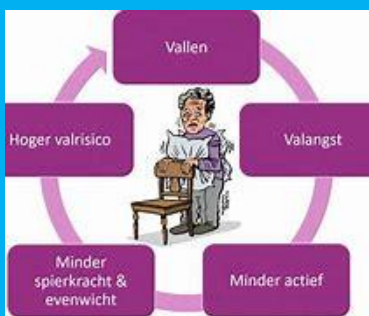 Vallen
Valangst
Minder actief
Minder
spierkracht &
evenwicht
Hoger valrisico